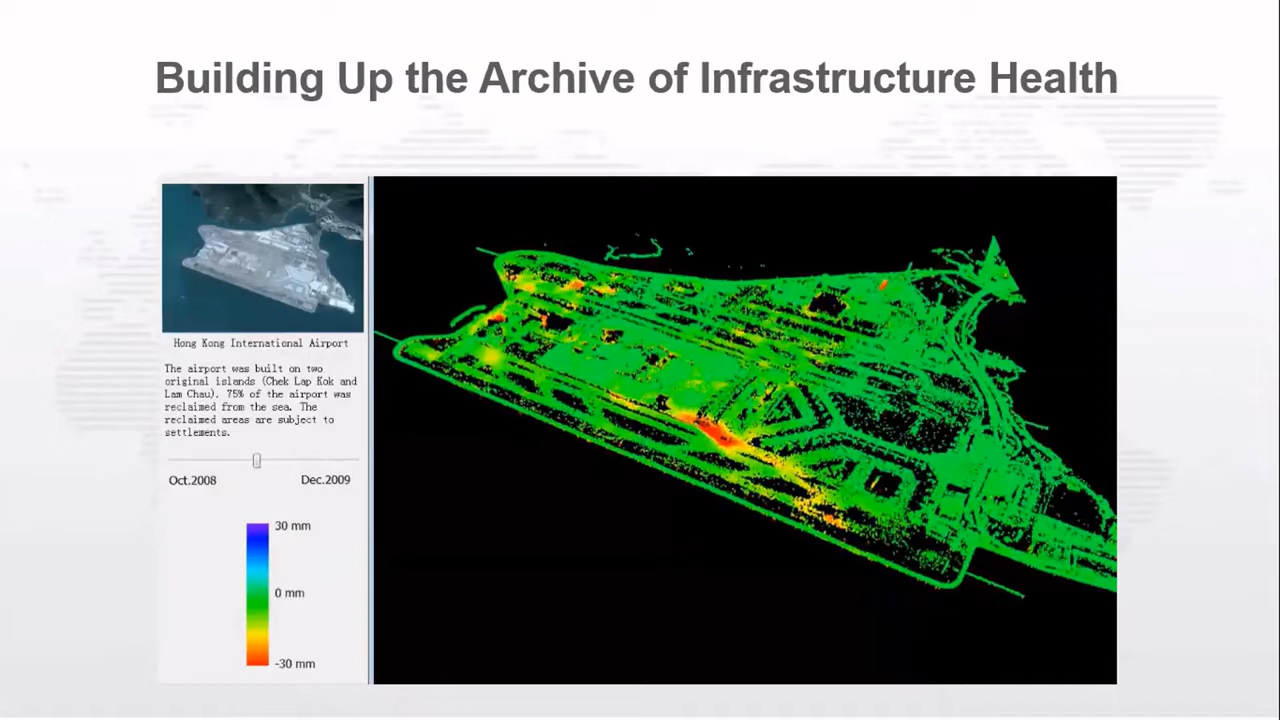 Building Up the Archive of Infrastructure Health
Hong Kong International Airport
The airport was built on two
original islands (Chek Lap Kok and
Lam Chau). 75% of the airport was
reclaimed from the sea. The
reclaimed areas are subject to
settlements.
Oct.2008 Dec.2009
30 mm
0 mm
-30 mm